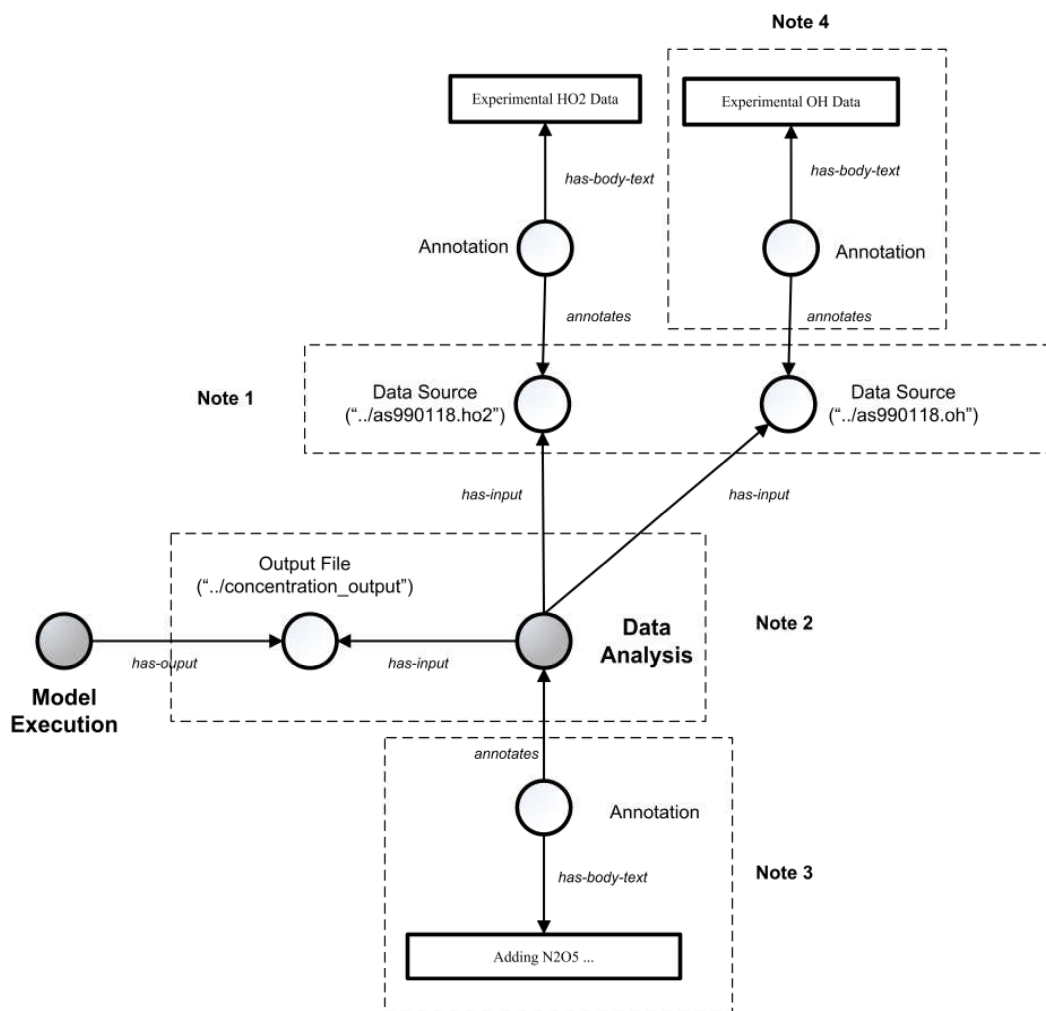 Note 4
Experimental HO2 Data
Experimental OH Data
has-body-text
has-body-text
Annotation
Annotation
annotates
annotates
Note 1
Data Source
("../as990118.ho2")
Data Source
("../as990118.oh")
has-input
has-input
Output File
("../concentration_output")
Data
Analysis
Note 2
has-ouput
has-input
Model
Execution
annotates
Annotation
Note 3
has-body-text
Adding N2O5 ...